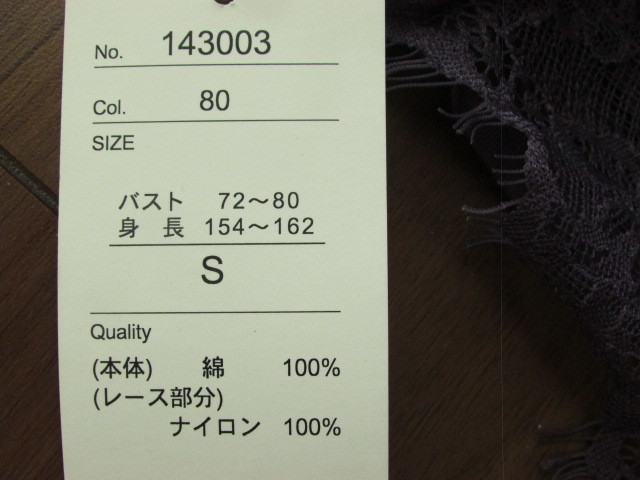 No. 143003
Col. 80
SIZE
バスト 72～80
身 長 154～162
S
Quality
(本体) 綿 100%
(レース部分)
ナイロン 100%